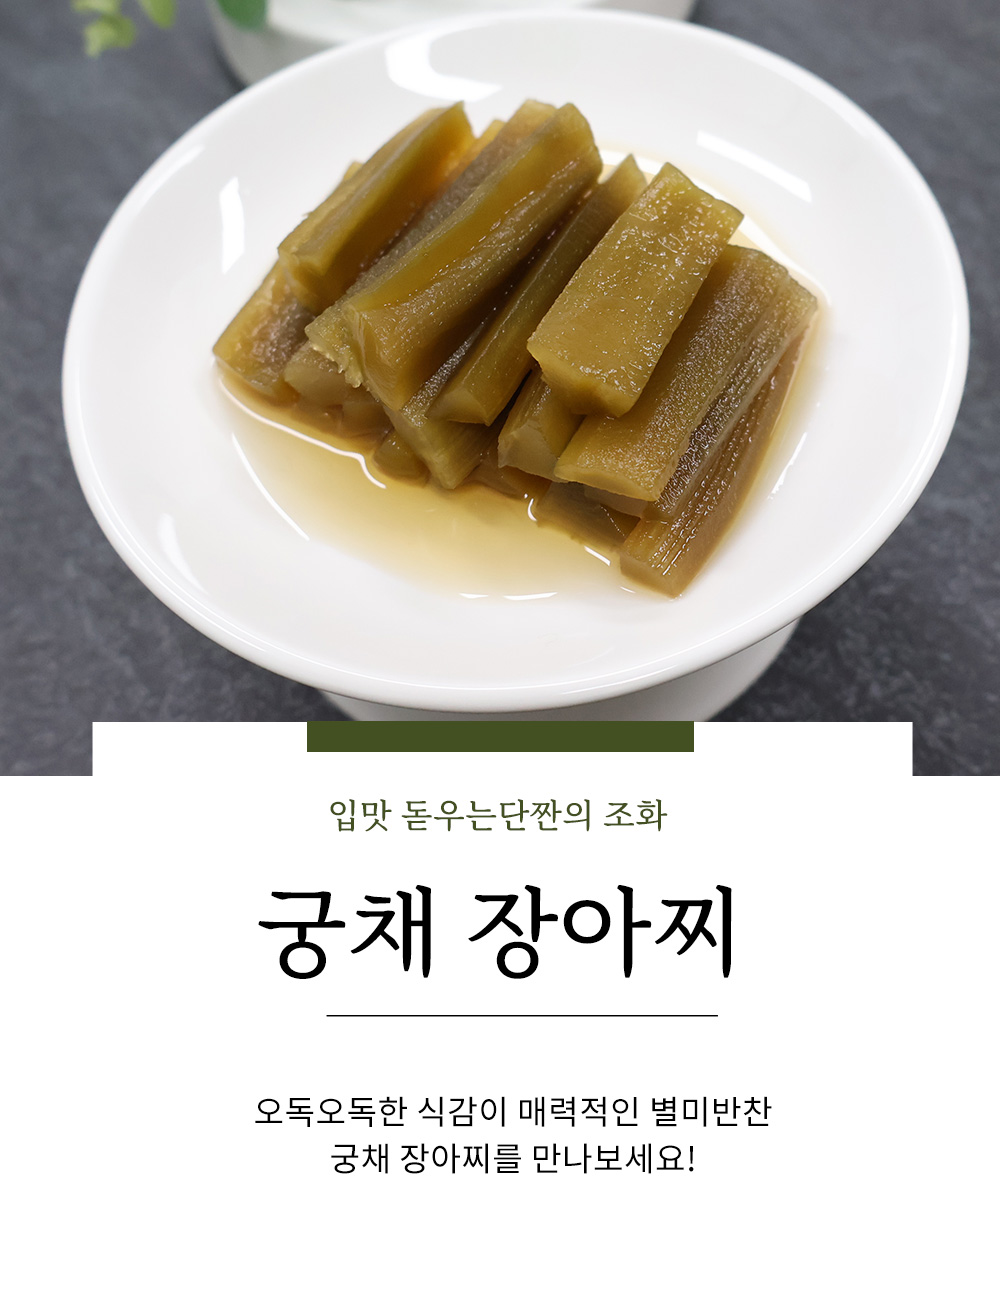 입맛 돋우는단짠의 조화
궁채 장아찌
오독오독한 식감이 매력적인 별미반찬
궁채 장아찌를 만나보세요!